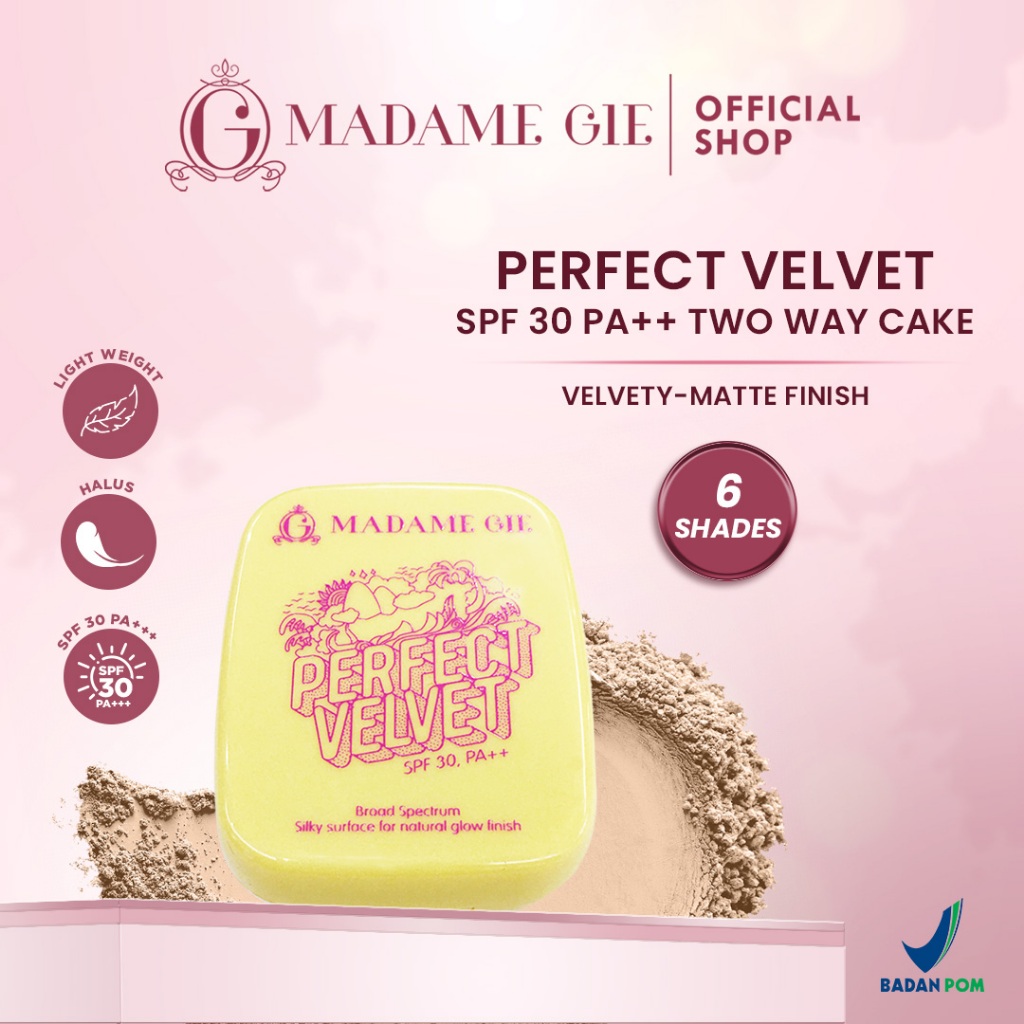 G MADAME GIE
OFFICIAL
SHOP
PERFECT VELVET
SPF 30 PA++ TWO WAY CAKE
VELVETY-MATTE FINISH
LIGHT WEIGHT
HALUS
SPF 30 PA+++
SPF
30
PA+++
6
SHADES
G MADAME GIE
PERFECT
VELVET
SPF 30, PA++
Broad Spectrum
Silky surface for natural glow finish
BADAN POM